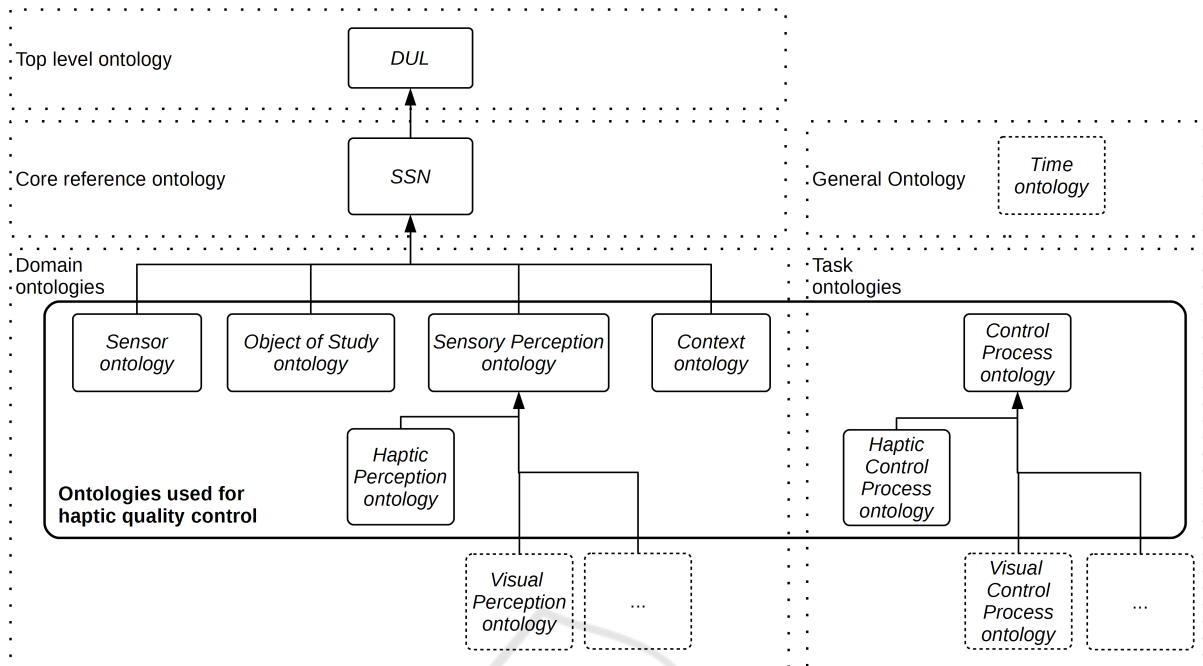 Top level ontology
DUL
Core reference ontology
SSN
General Ontology
Time
ontology
Domain
ontologies
Task
ontologies
Sensor
ontology
Object of Study
ontology
Sensory Perception
ontology
Context
ontology
Control
Process
ontology
Haptic
Perception
ontology
Haptic
Control
Process
ontology
Ontologies used for
haptic quality control
Visual
Perception
ontology
...
Visual
Control
Process
ontology
...